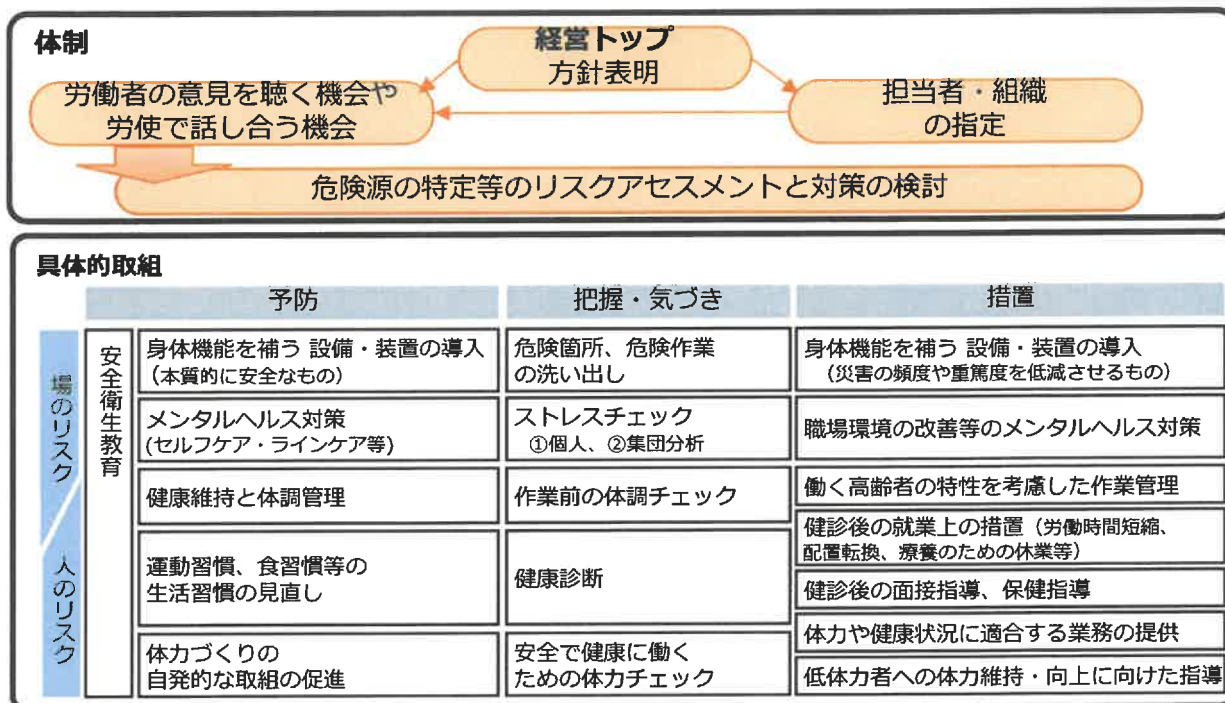 体制
経営トップ
方針表明
労働者の意見を聴く機会や
労使で話し合う機会
担当者・組織
の指定
危険源の特定等のリスクアセスメントと対策の検討
具体的取組
予防
把握・気づき
措置
場のリスク
人のリスク
安全衛生教育
身体機能を補う 設備・装置の導入
（本質的に安全なもの）
危険箇所、危険作業
の洗い出し
身体機能を補う 設備・装置の導入
（災害の頻度や重篤度を低減させるもの）
メンタルヘルス対策
(セルフケア・ラインケア等)
ストレスチェック
①個人、②集団分析
職場環境の改善等のメンタルヘルス対策
健康維持と体調管理
作業前の体調チェック
働く高齢者の特性を考慮した作業管理
運動習慣、食習慣等の
生活習慣の見直し
健康診断
健診後の就業上の措置（労働時間短縮、
配置転換、療養のための休業等）
健診後の面接指導、保健指導
体力づくりの
自発的な取組の促進
安全で健康に働く
ための体力チェック
体力や健康状況に適合する業務の提供
低体力者への体力維持・向上に向けた指導